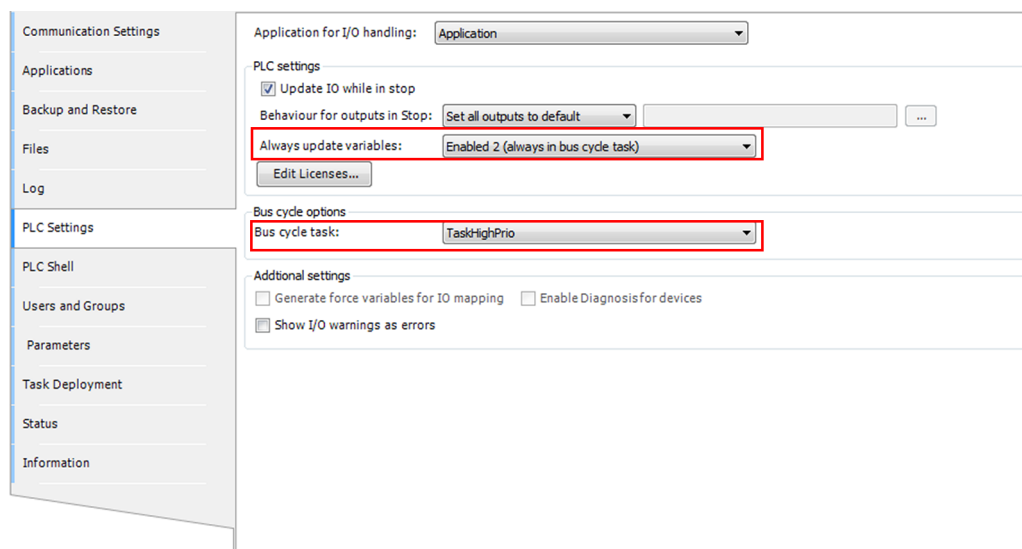 Communication Settings
Applications
Backup and Restore
Files
Log
PLC Settings
PLC Shell
Users and Groups
Parameters
Task Deployment
Status
Information
Application for I/O handling: Application
PLC settings
Update IO while in stop
Behaviour for outputs in Stop: Set all outputs to default ...
Always update variables: Enabled 2 (always in bus cycle task)
Edit Licenses...
Bus cycle options
Bus cycle task: TaskHighPrio
Addtional settings
Generate force variables for IO mapping Enable Diagnosis for devices
Show I/O warnings as errors